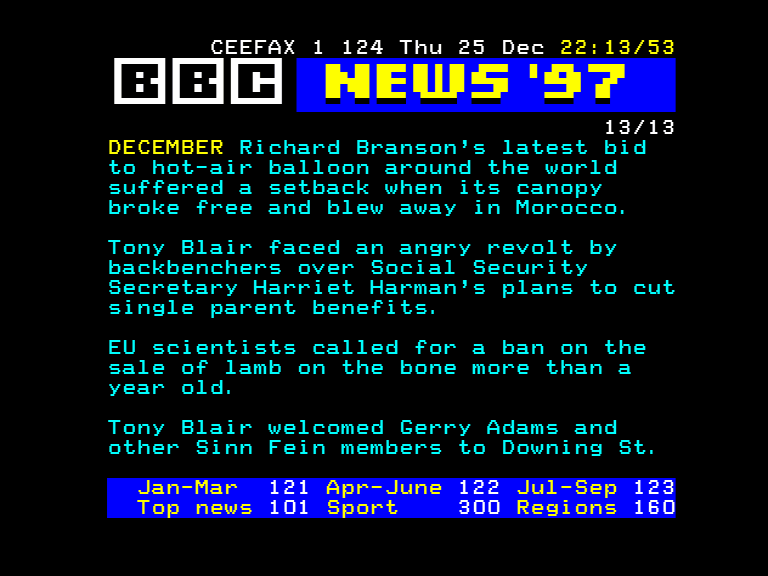 CEEFAX 1 124 Thu 25 Dec 22:13/53
BBC NEWS '97
13/13
DECEMBER Richard Branson's latest bid
to hot-air balloon around the world
suffered a setback when its canopy
broke free and blew away in Morocco.
Tony Blair faced an angry revolt by
backbenchers over Social Security
Secretary Harriet Harman's plans to cut
single parent benefits.
EU scientists called for a ban on the
sale of lamb on the bone more than a
year old.
Tony Blair welcomed Gerry Adams and
other Sinn Fein members to Downing St.
Jan-Mar 121 Apr-June 122 Jul-Sep 123
Top news 101 Sport 300 Regions 160